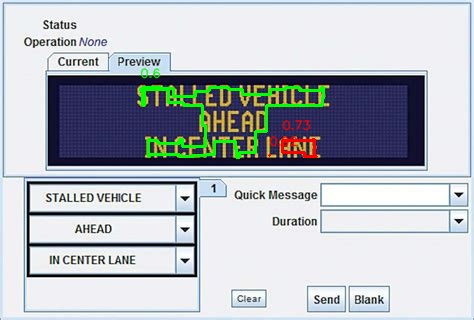 Status
Operation None
Current Preview
0.6
STALLED VEHICLE
AHEAD
0.73
IN CENTER LANE
STALLED VEHICLE
AHEAD
IN CENTER LANE
1
Quick Message
Duration
Clear
Send
Blank